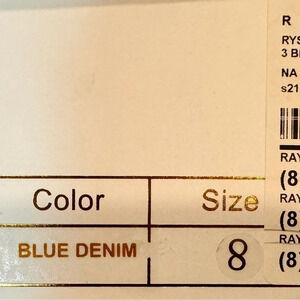 R
RYS
3 B
NA
s21
RAY
(8
Color Size
RAY
(8
BLUE DENIM 8
RAY
(8)